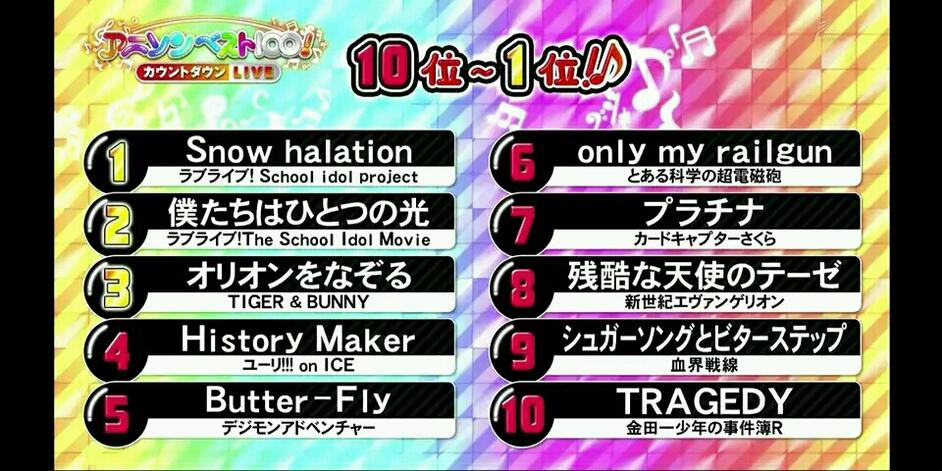 アニソンベスト100!
カウントダウン LIVE
10位～1位!!
1
Snow halation
ラブライブ! School idol project
2
僕たちはひとつの光
ラブライブ!The School Idol Movie
3
オリオンをなぞる
TIGER & BUNNY
4
History Maker
ユーリ!!! on ICE
5
Butter-Fly
デジモンアドベンチャー
6
only my railgun
とある科学の超電磁砲
7
プラチナ
カードキャプターさくら
8
残酷な天使のテーゼ
新世紀エヴァンゲリオン
9
シュガーソングとビターステップ
血界戦線
10
TRAGEDY
金田一少年の事件簿R